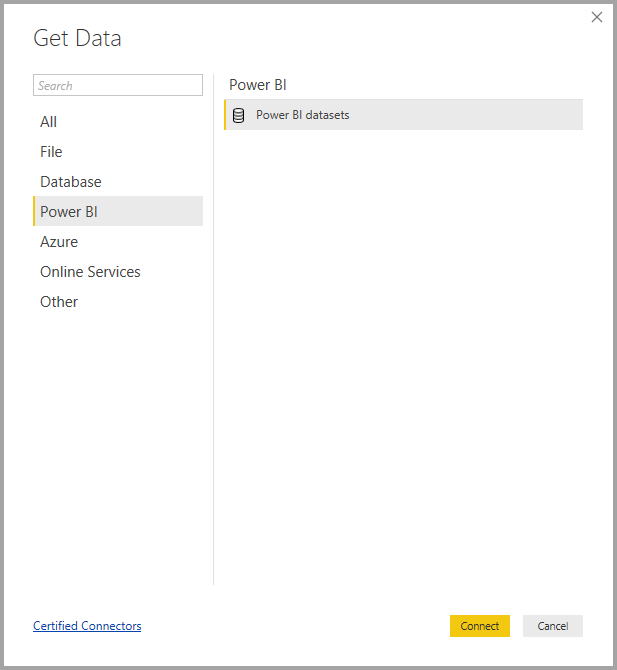 Get Data
Search
All
File
Database
Power BI
Azure
Online Services
Other
Power BI
Power BI datasets
Certified Connectors
Connect
Cancel